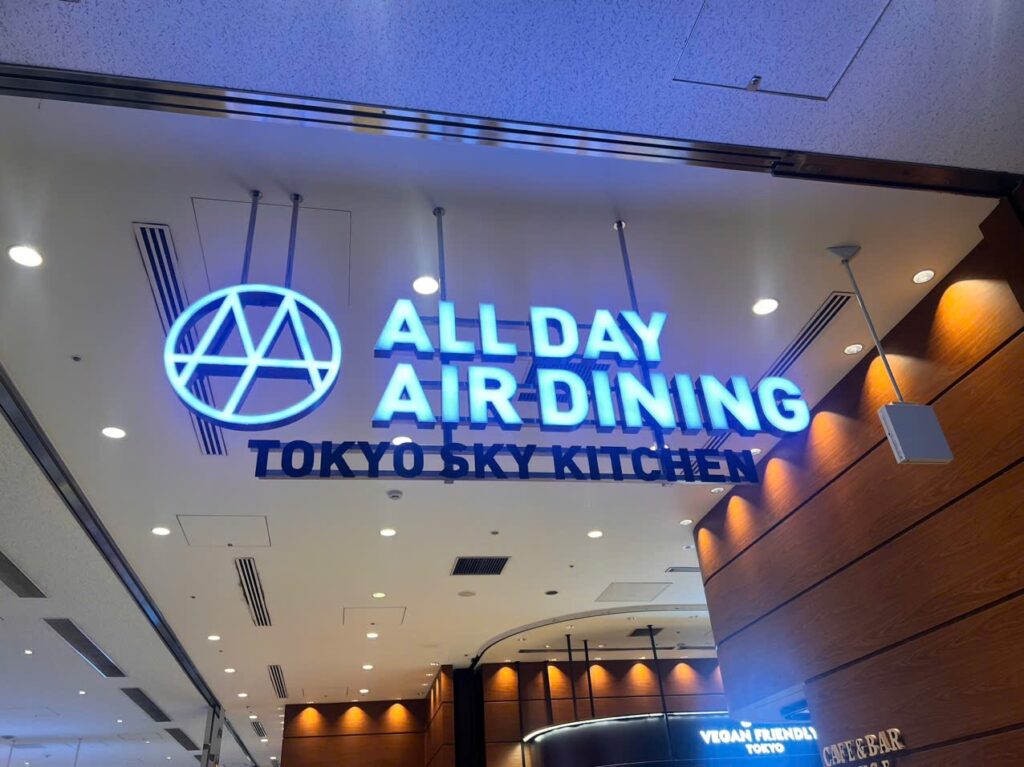 ALL DAY
AIR DINING
TOKYO SKY KITCHEN
VEGAN FRIENDLY
TOKYO
CAFE & BAR